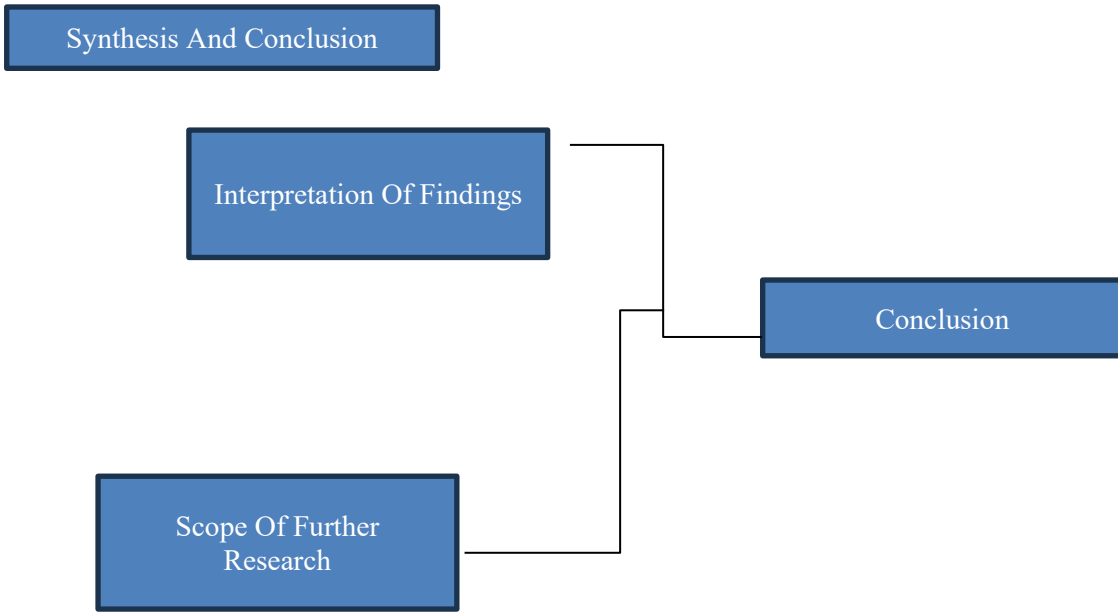 Synthesis And Conclusion
Interpretation Of Findings
Conclusion
Scope Of Further
Research